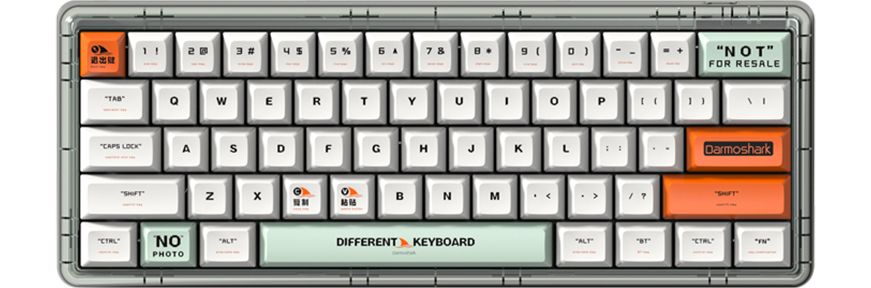 退出键
1 !
2 @
3 #
4 $
5 %
6 ▲
7 &
8 *
9 (
0 )
- _
= +
“NOT”
FOR RESALE
"TAB"
Q
W
E
R
T
Y
U
I
O
P
[ {
] }
\ |
"CAPS LOCK"
A
S
D
F
G
H
J
K
L
Darmoshark
"SHIFT"
Z
X
C
复制
V
粘贴
B
N
M
, <
. >
/ ?
"SHIFT"
"CTRL"
NO
PHOTO
"ALT"
DIFFERENT KEYBOARD
Darmoshark
"ALT"
"BT"
"CTRL"
"FN"